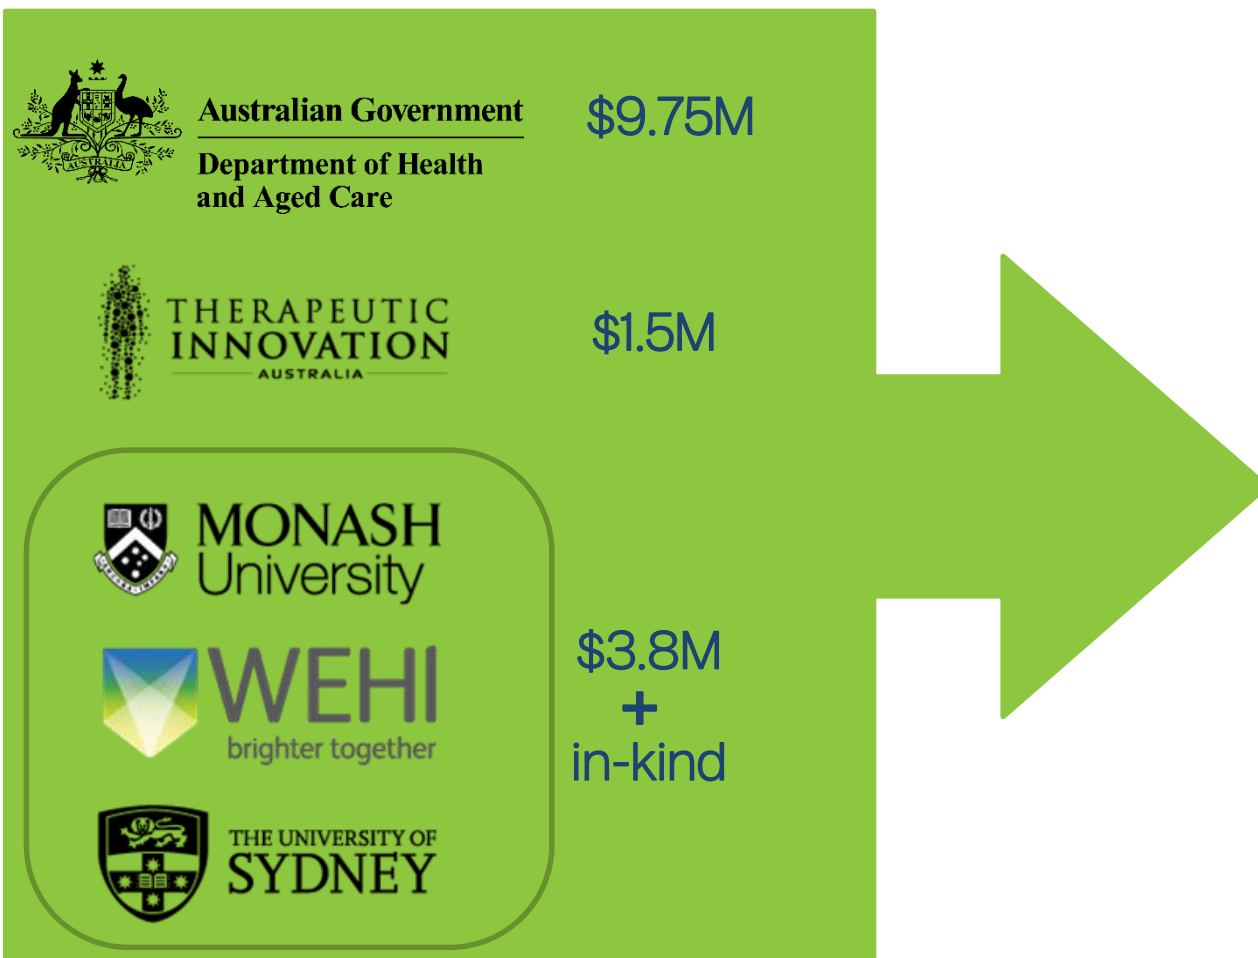 Australian Government
$9.75M
Department of Health
and Aged Care
AUSTRALIA
THERAPEUTIC
INNOVATION
AUSTRALIA
$1.5M
MONASH
University
WEHI
brighter together
$3.8M
+
in-kind
THE UNIVERSITY OF
SYDNEY